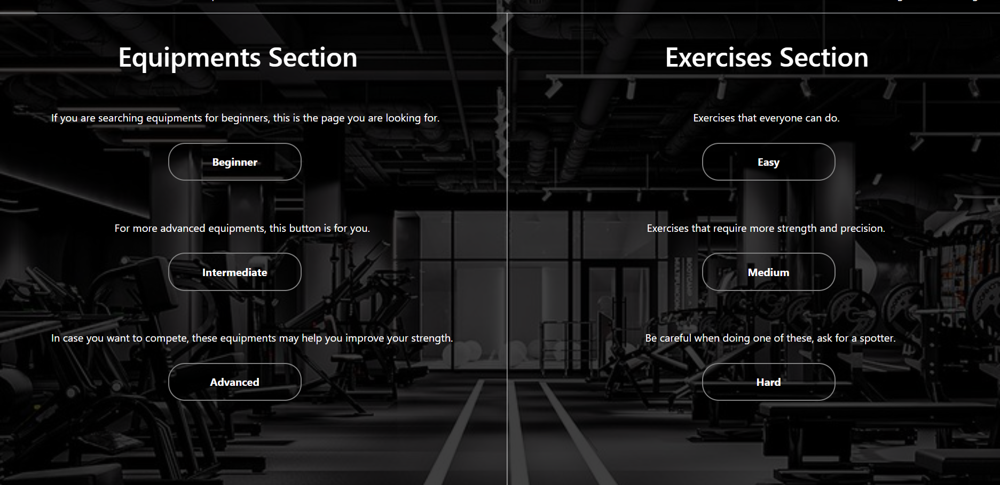 Equipments Section
If you are searching equipments for beginners, this is the page you are looking for.
Beginner
For more advanced equipments, this button is for you.
Intermediate
In case you want to compete, these equipments may help you improve your strength.
Advanced
Exercises Section
Exercises that everyone can do.
Easy
Exercises that require more strength and precision.
Medium
Be careful when doing one of these, ask for a spotter.
Hard